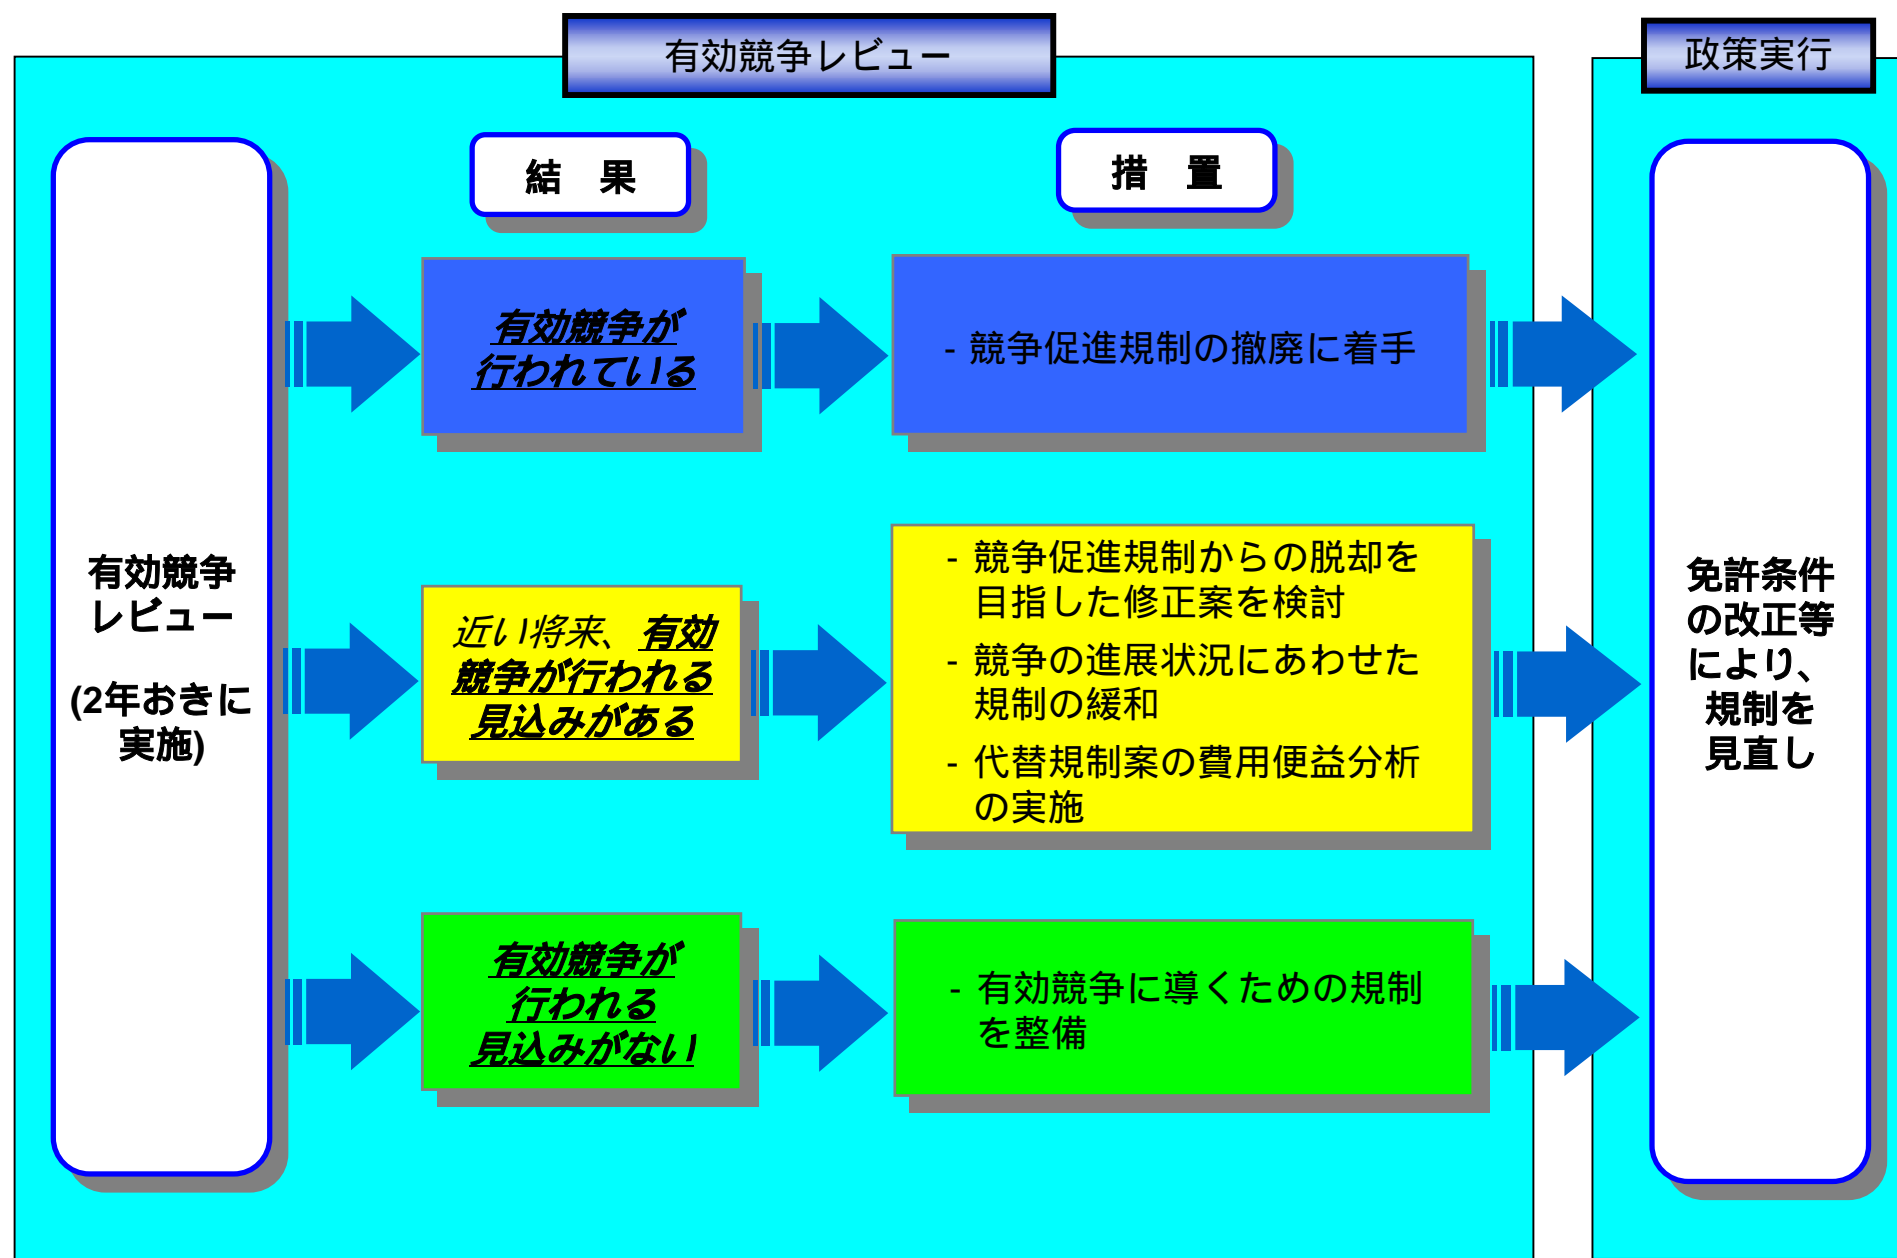 有効競争レビュー
政策実行
結　果
措　置
有効競争
レビュー
(2年おきに
実施)
有効競争が
行われている
- 競争促進規制の撤廃に着手
近い将来、有効
競争が行われる
見込みがある
- 競争促進規制からの脱却を
目指した修正案を検討
- 競争の進展状況にあわせた
規制の緩和
- 代替規制案の費用便益分析
の実施
有効競争が
行われる
見込みがない
- 有効競争に導くための規制
を整備
免許条件
の改正等
により、
規制を
見直し